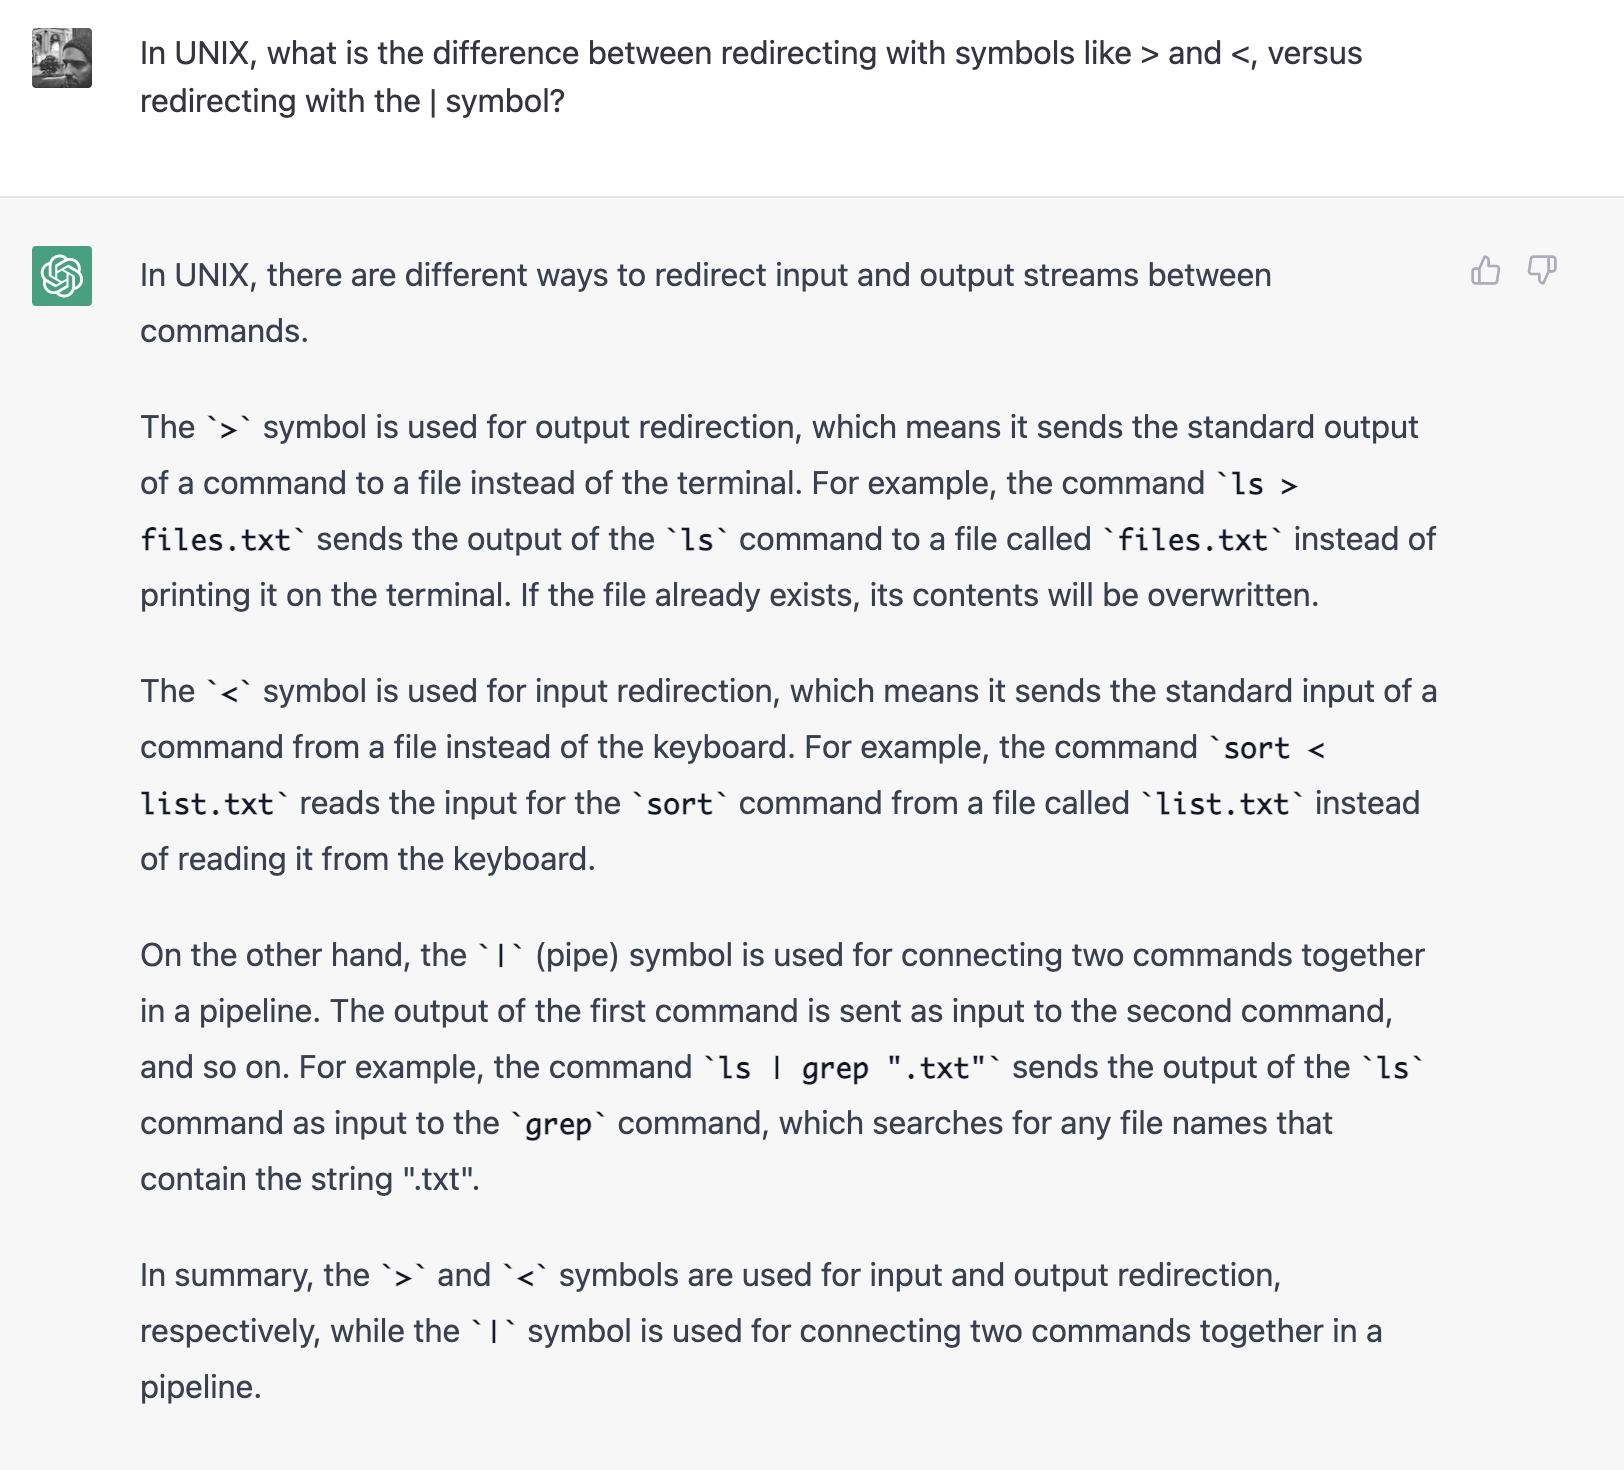 In UNIX, what is the difference between redirecting with symbols like > and <, versus
redirecting with the | symbol?
In UNIX, there are different ways to redirect input and output streams between
commands.
The `>` symbol is used for output redirection, which means it sends the standard output
of a command to a file instead of the terminal. For example, the command `ls >
files.txt` sends the output of the `ls` command to a file called `files.txt` instead of
printing it on the terminal. If the file already exists, its contents will be overwritten.
The `<` symbol is used for input redirection, which means it sends the standard input of a
command from a file instead of the keyboard. For example, the command `sort <
list.txt` reads the input for the `sort` command from a file called `list.txt` instead
of reading it from the keyboard.
On the other hand, the `|` (pipe) symbol is used for connecting two commands together
in a pipeline. The output of the first command is sent as input to the second command,
and so on. For example, the command `ls | grep ".txt"` sends the output of the `ls`
command as input to the `grep` command, which searches for any file names that
contain the string ".txt".
In summary, the `>` and `<` symbols are used for input and output redirection,
respectively, while the `|` symbol is used for connecting two commands together in a
pipeline.